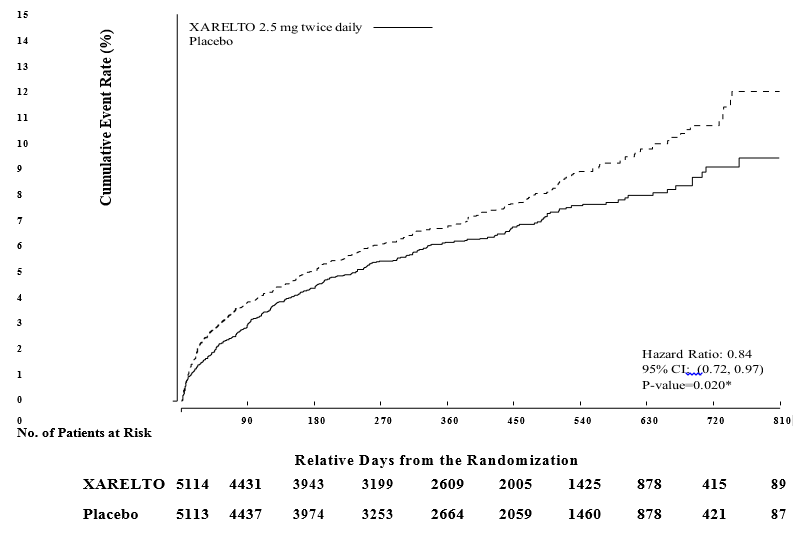 15
14
13
12
11
10
9
8
7
6
5
4
3
2
1
0
Cumulative Event Rate (%)
XARELTO 2.5 mg twice daily
Placebo
Hazard Ratio: 0.84
95% CI: (0.72, 0.97)
P-value=0.020*
0 90 180 270 360 450 540 630 720 810
No. of Patients at Risk
Relative Days from the Randomization
XARELTO 5114 4431 3943 3199 2609 2005 1425 878 415 89
Placebo 5113 4437 3974 3253 2664 2059 1460 878 421 87